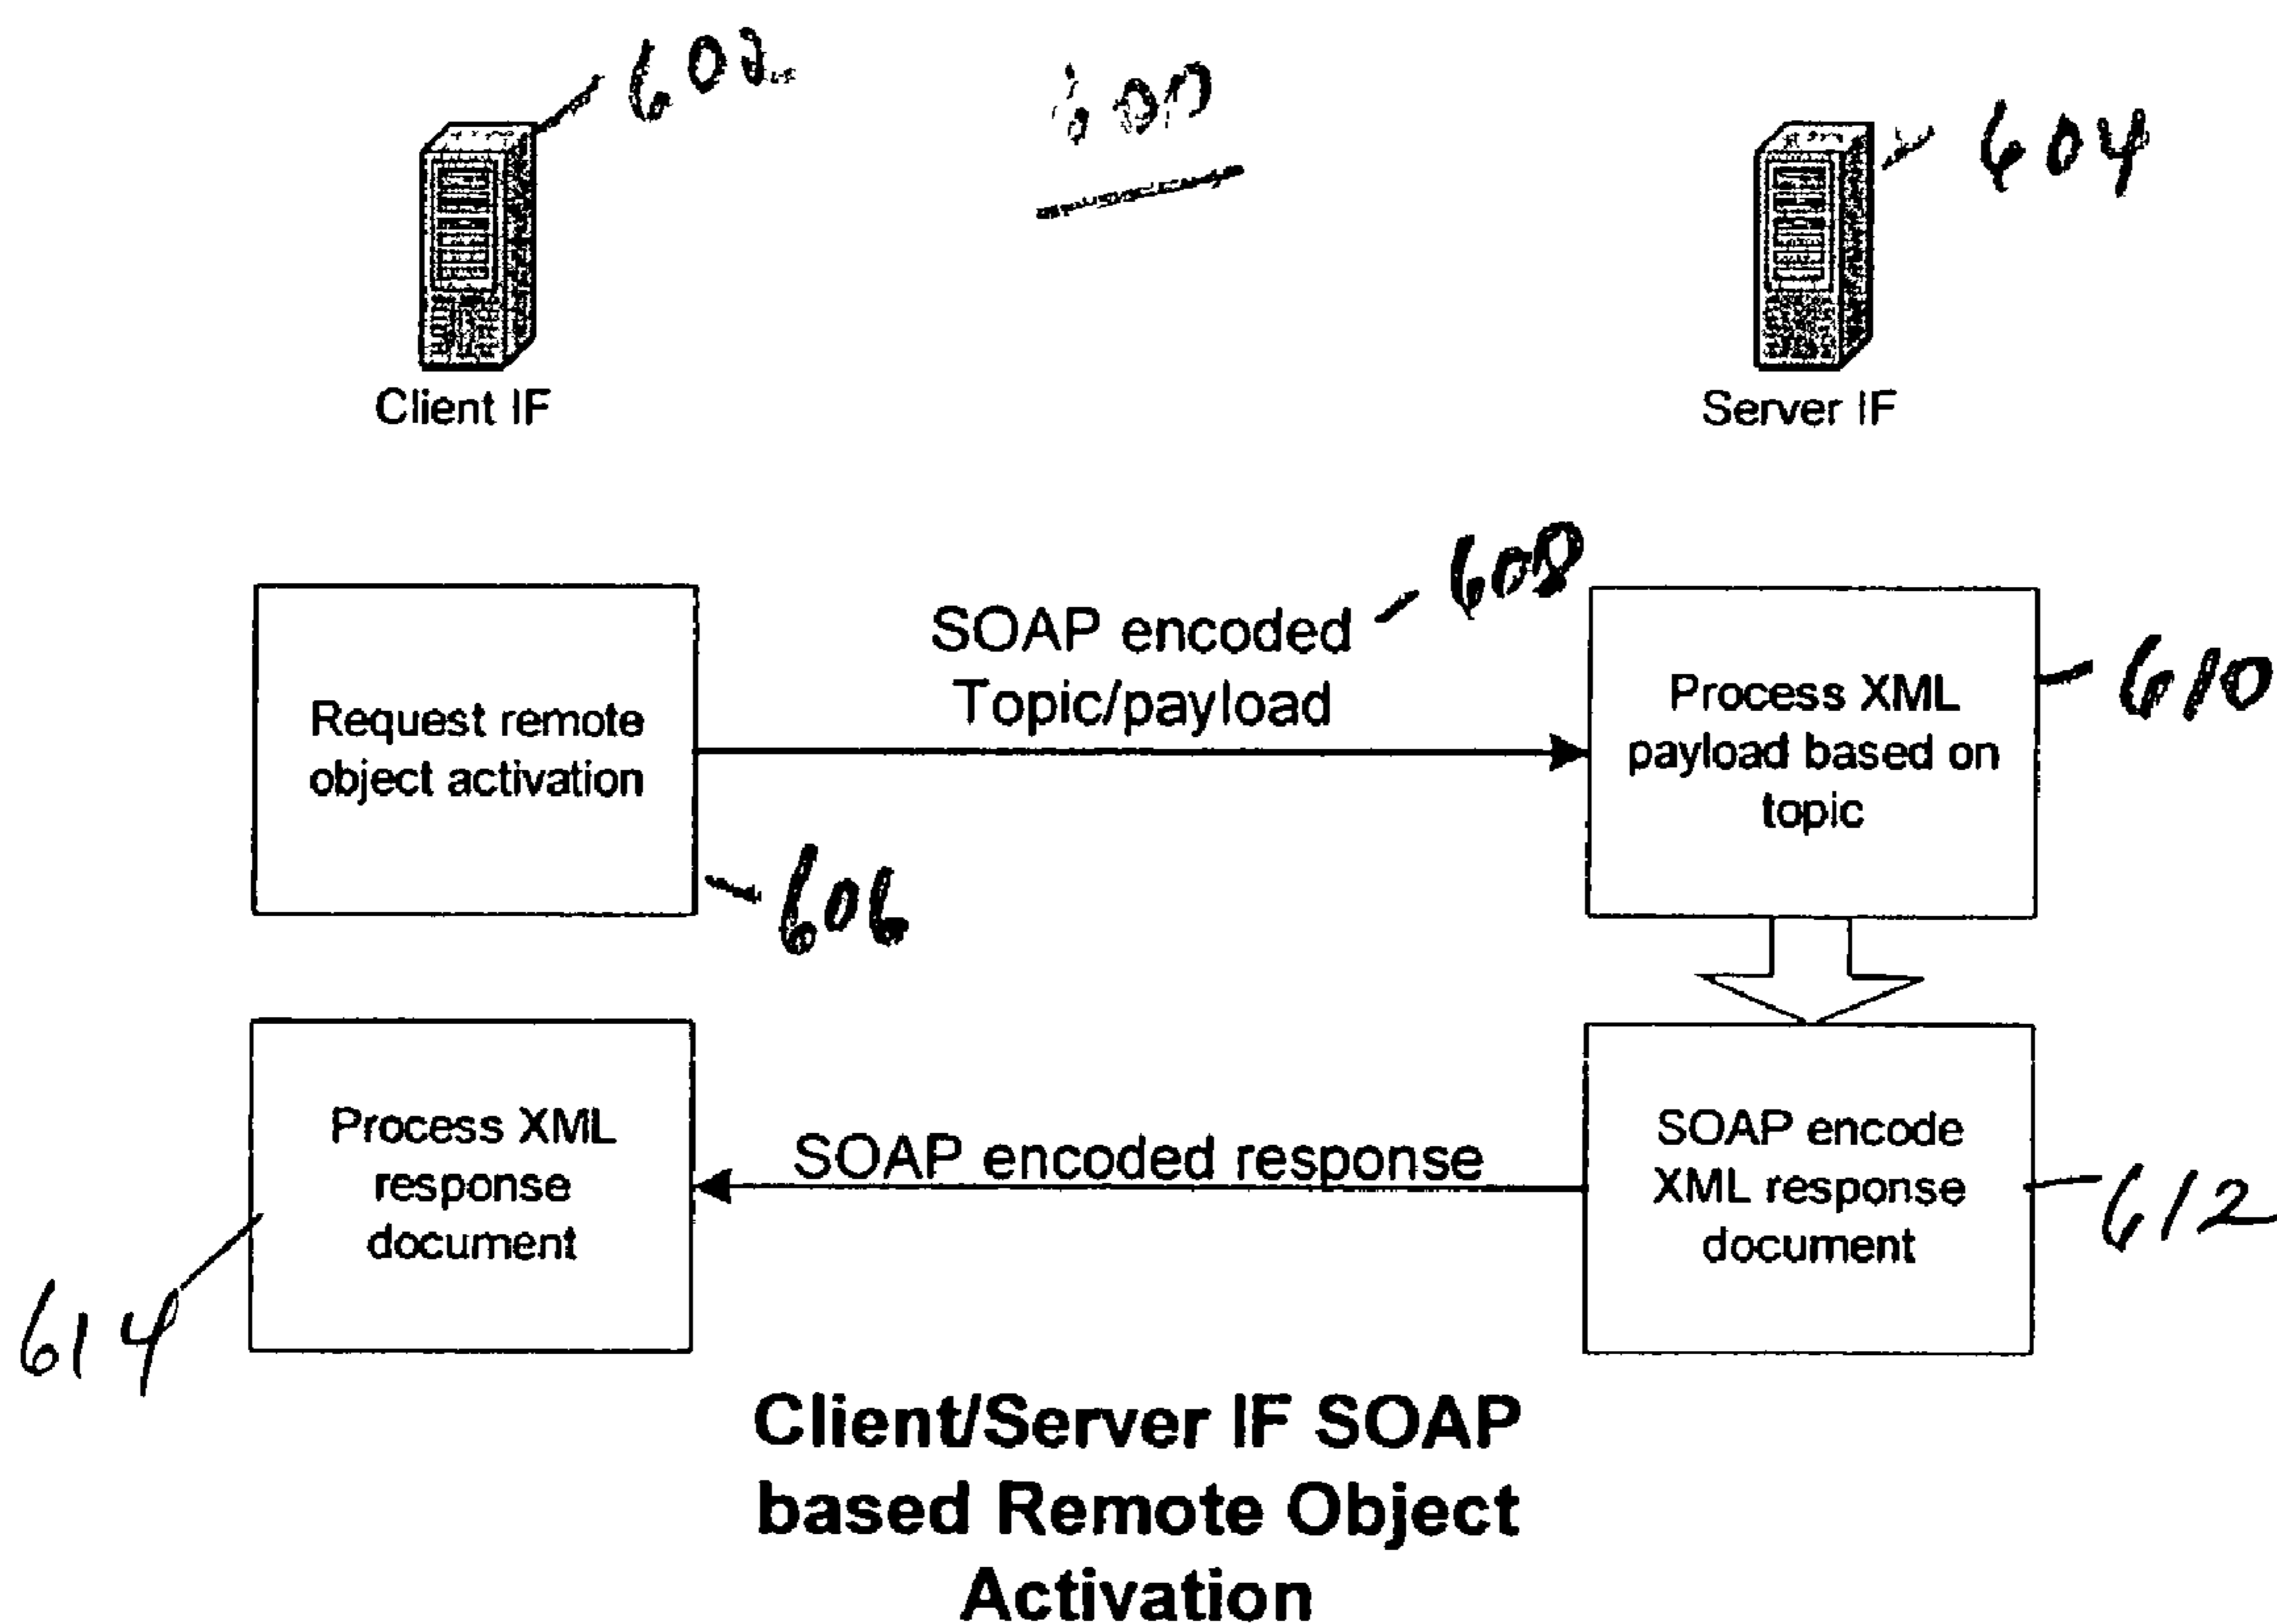 602
600
604
Client IF
Server IF
608
SOAP encoded
Topic/payload
Request remote
object activation
606
Process XML
payload based on
topic
610
Process XML
response
document
614
SOAP encoded response
SOAP encode
XML response
document
612
Client/Server IF SOAP
based Remote Object
Activation